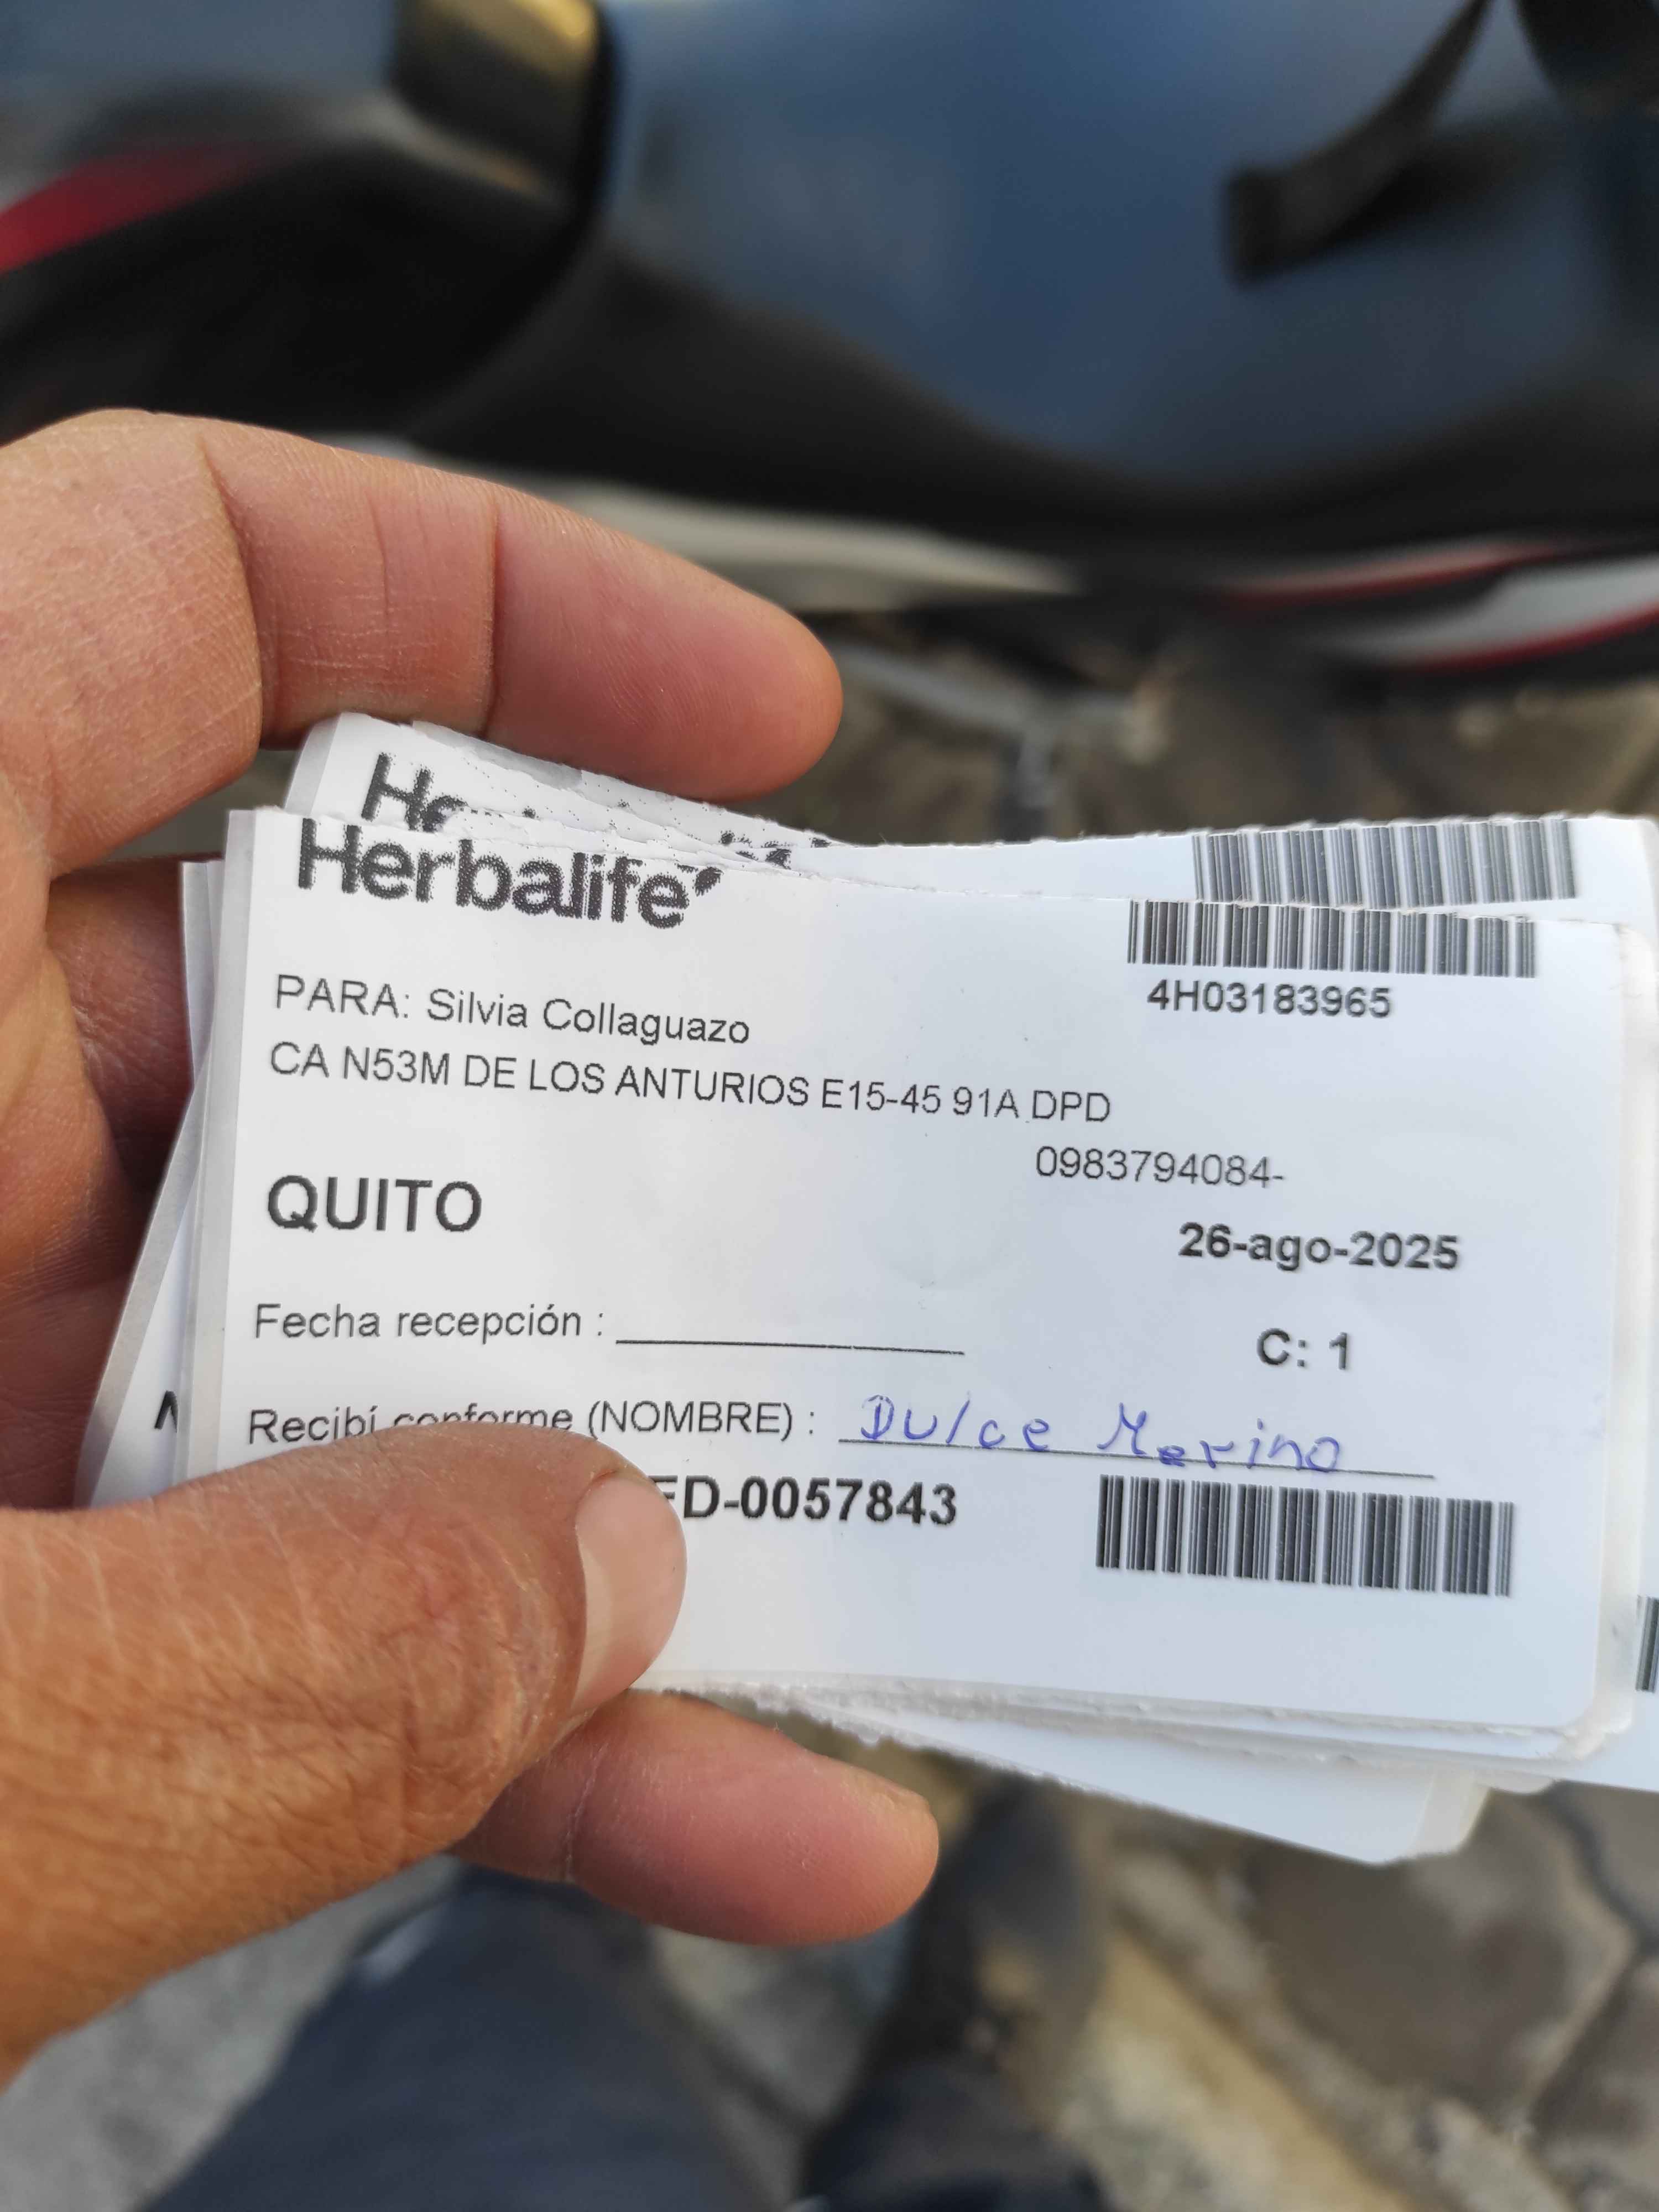 Herbalife
4H03183965
PARA: Silvia Collaguazo
CA N53M DE LOS ANTURIOS E15-45 91A DPD
0983794084-
QUITO
26-ago-2025
Fecha recepción :
C: 1
Recibí conforme (NOMBRE) : Dulce Merino
ED-0057843